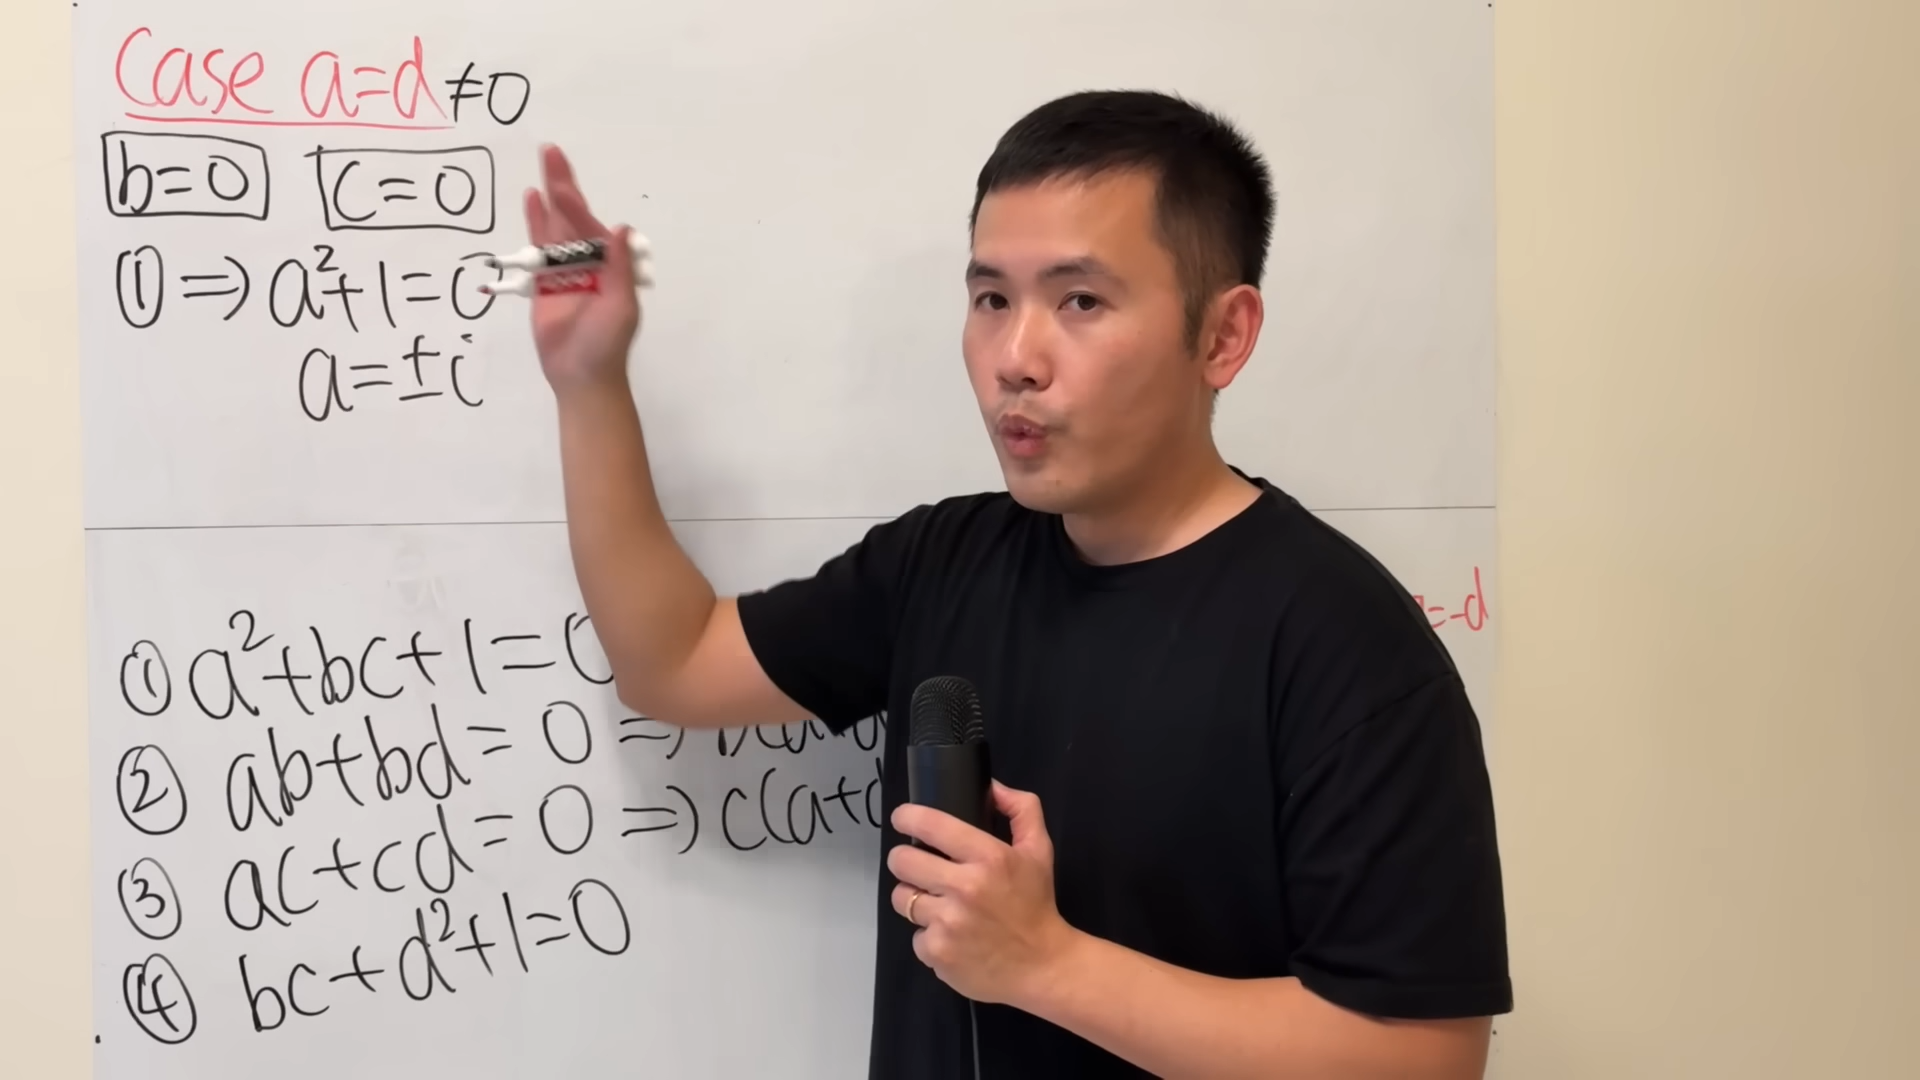 Case a=d≠0
b=0 c=0
① ⇒ a²+1=0
a=±i
=-d
① a²+bc+1=0
② ab+bd=0 ⇒
③ ac+cd=0 ⇒ c(a+d
④ bc+d²+1=0